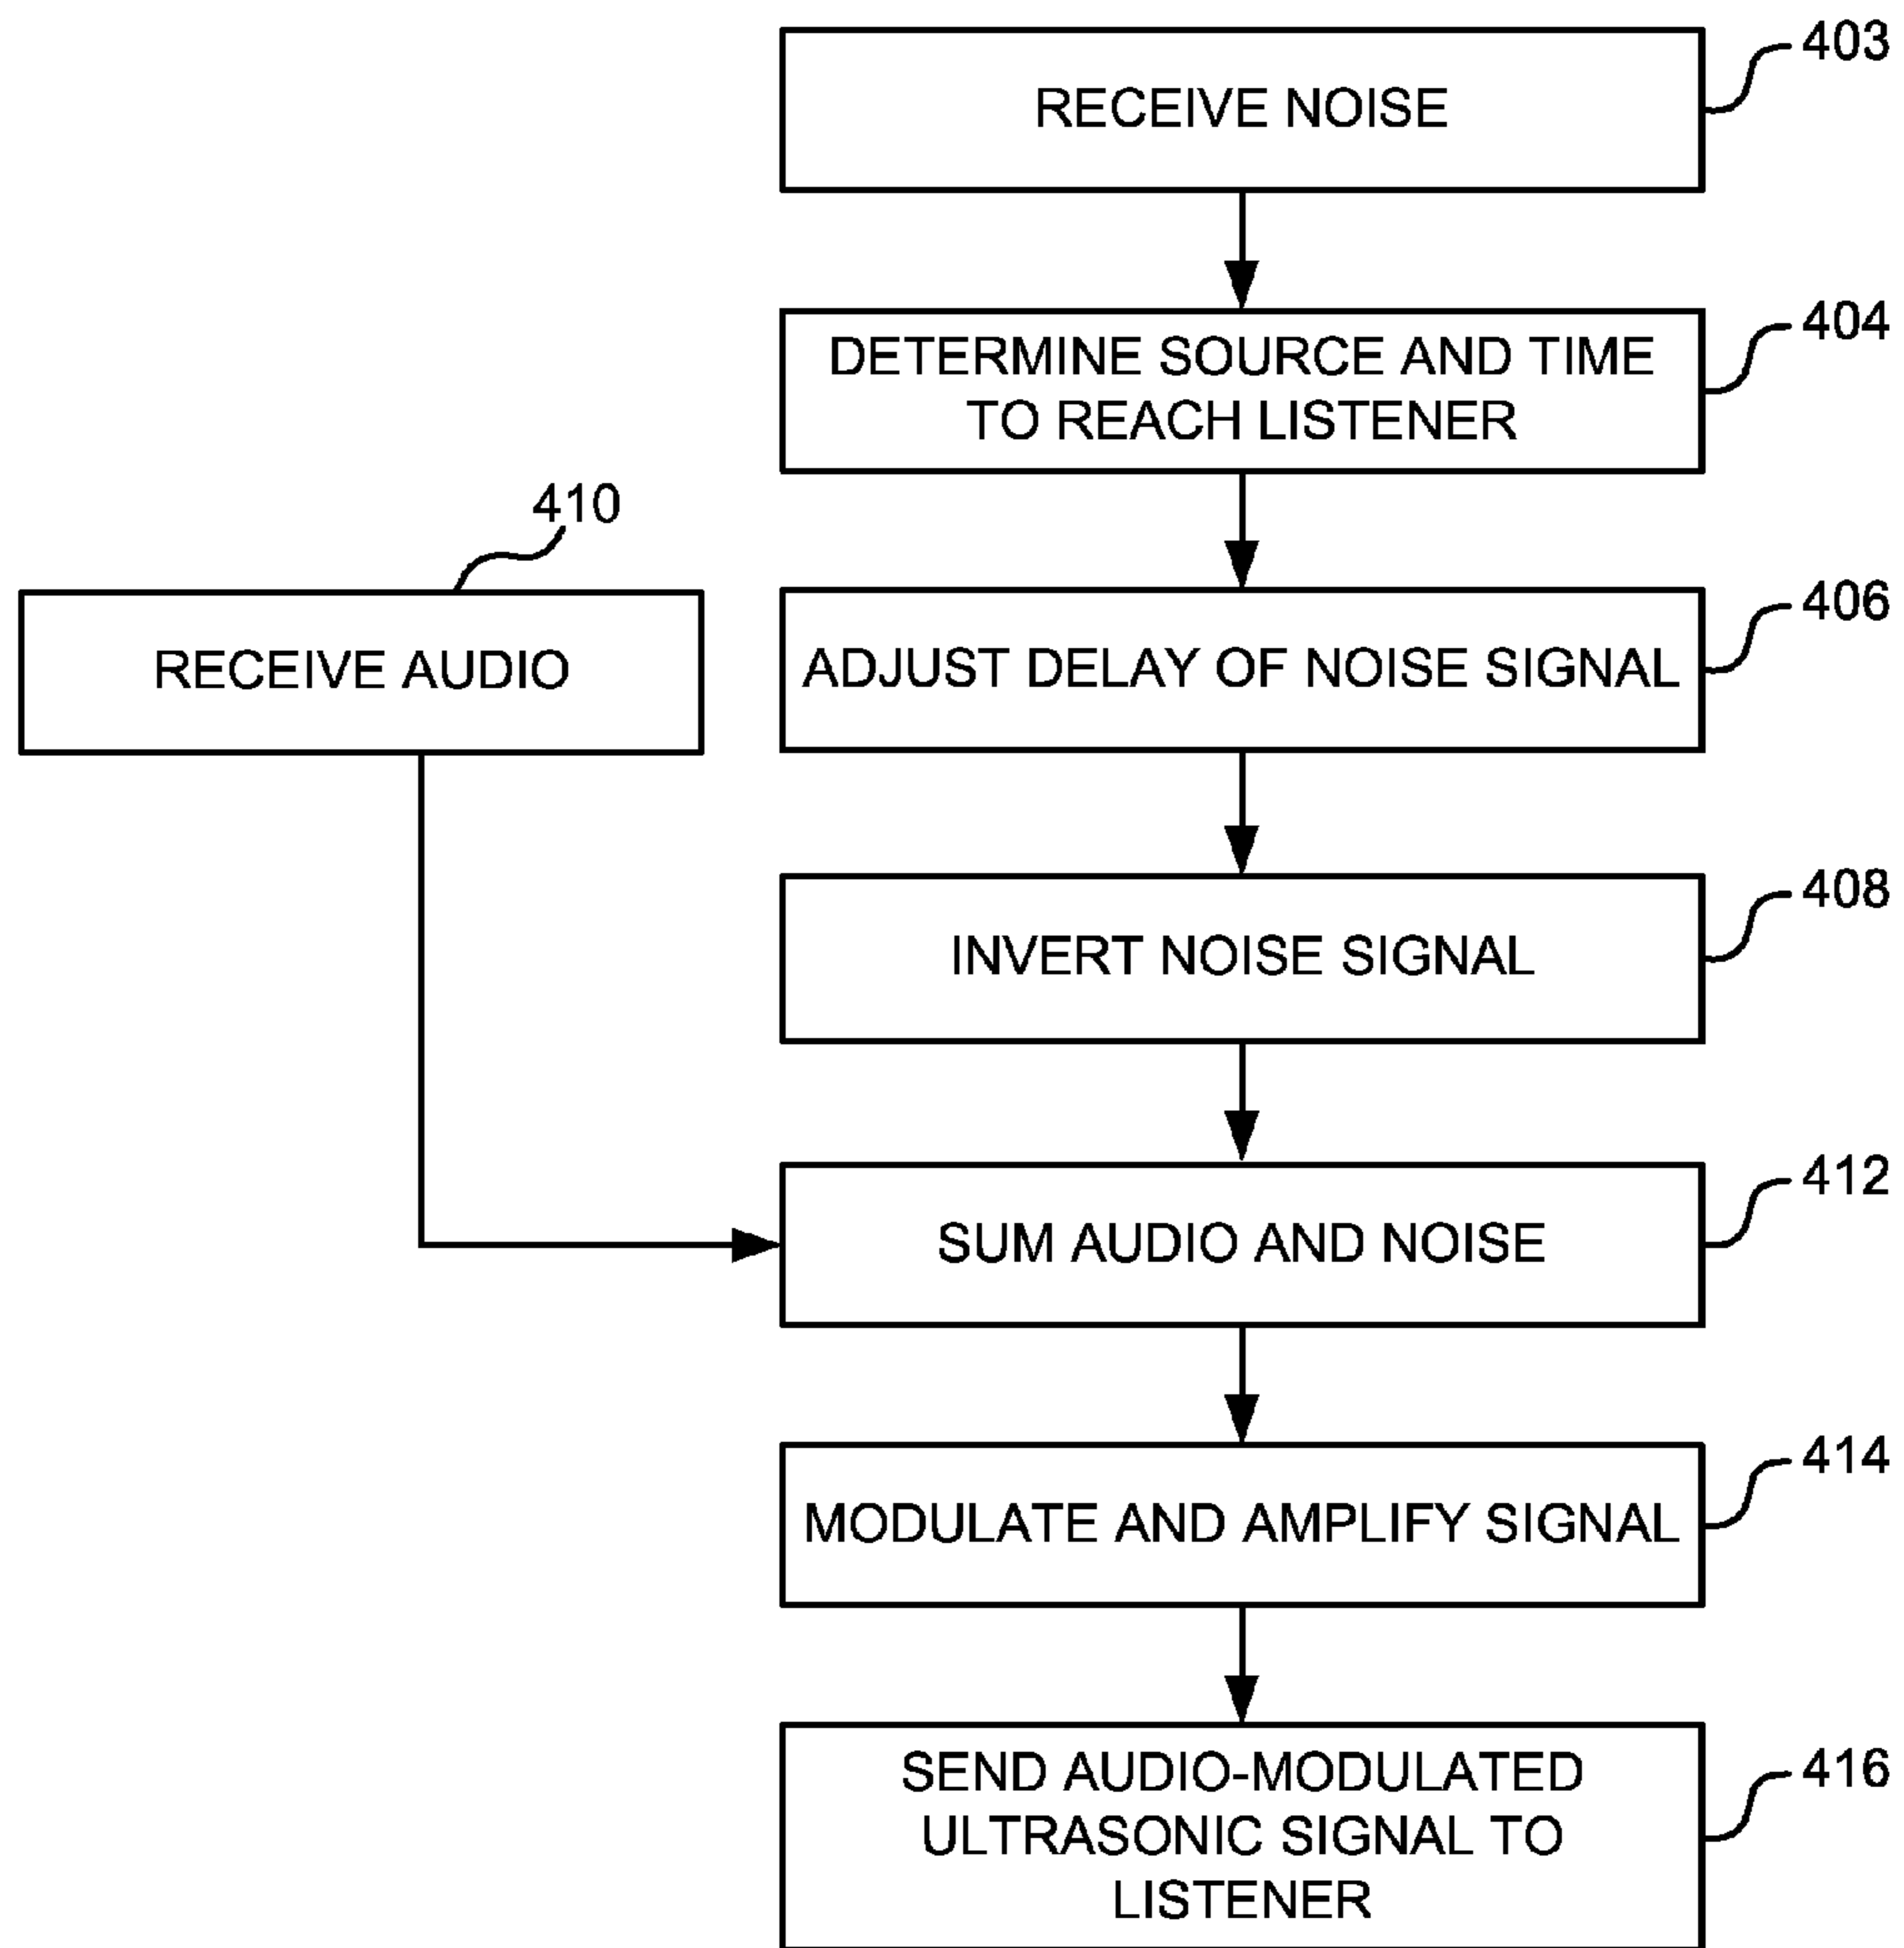 403
RECEIVE NOISE
404
DETERMINE SOURCE AND TIME
TO REACH LISTENER
410
406
RECEIVE AUDIO
ADJUST DELAY OF NOISE SIGNAL
408
INVERT NOISE SIGNAL
412
SUM AUDIO AND NOISE
414
MODULATE AND AMPLIFY SIGNAL
416
SEND AUDIO-MODULATED
ULTRASONIC SIGNAL TO
LISTENER